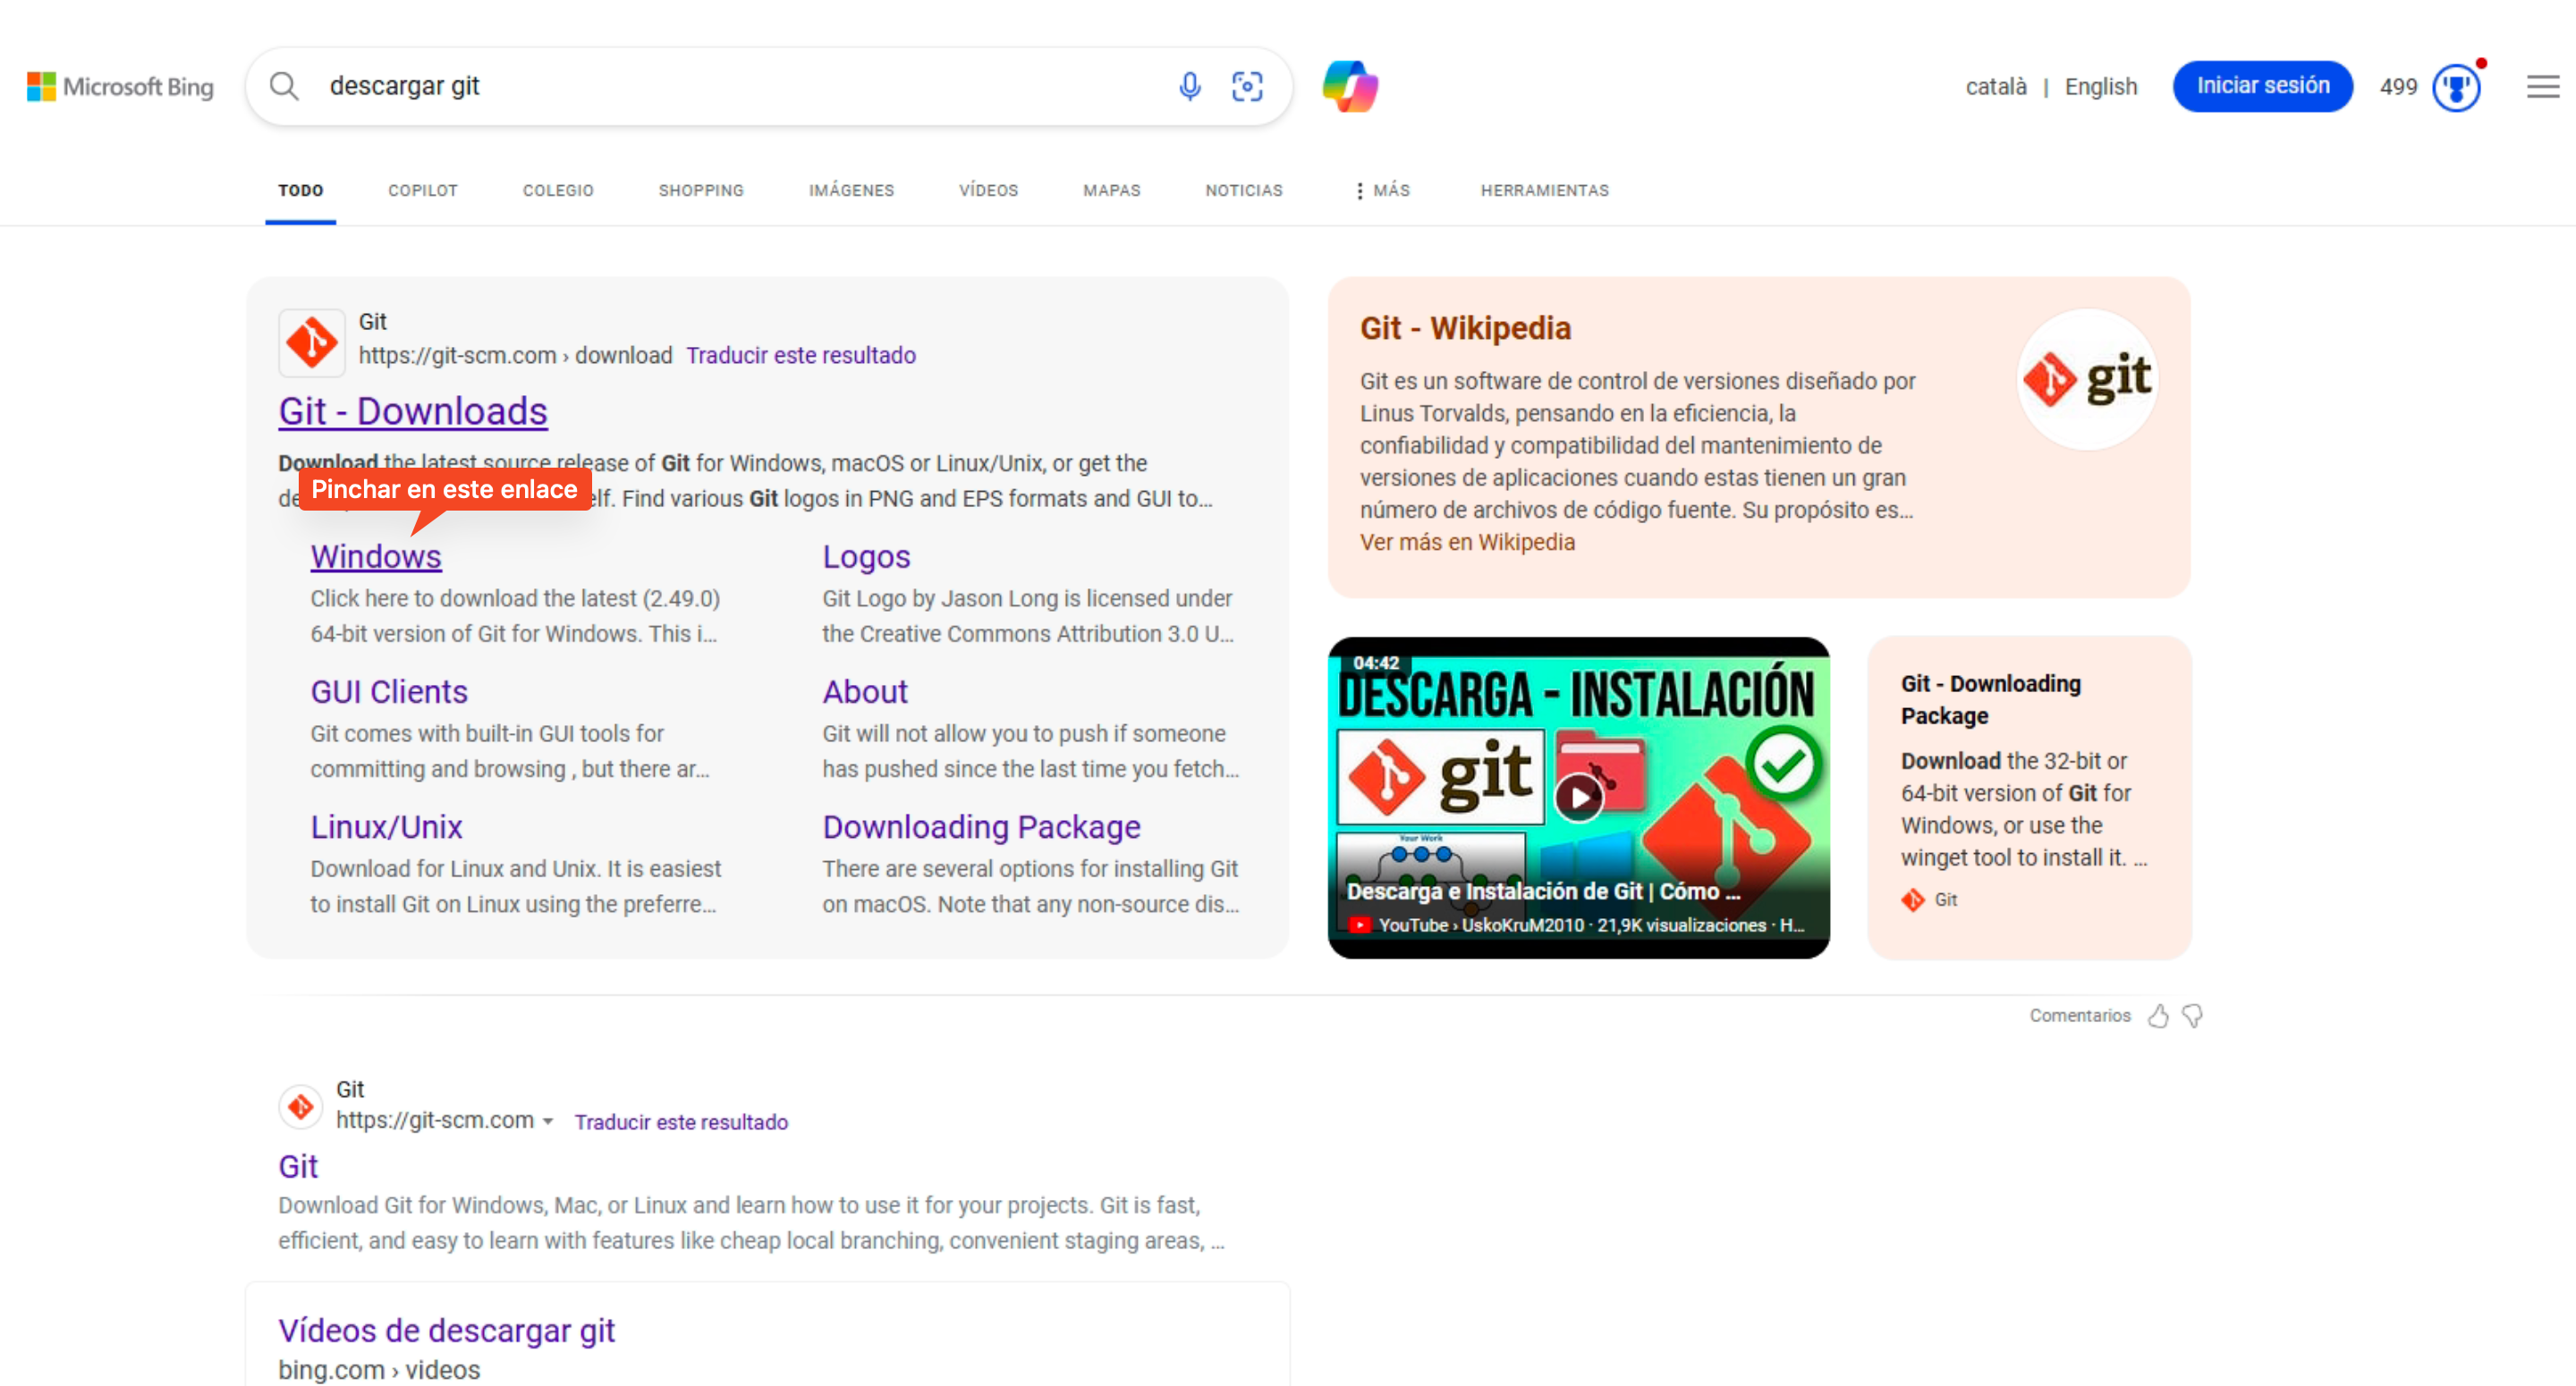 Microsoft Bing
descargar git
català | English
Iniciar sesión
499
TODO
COPILOT
COLEGIO
SHOPPING
IMÁGENES
VÍDEOS
MAPAS
NOTICIAS
MÁS
HERRAMIENTAS
Git
https://git-scm.com › download Traducir este resultado
Git - Downloads
Download the latest source release of Git for Windows, macOS or Linux/Unix, or get the
elf. Find various Git logos in PNG and EPS formats and GUI to...
Pinchar en este enlace
Windows
Click here to download the latest (2.49.0)
64-bit version of Git for Windows. This i...
Logos
Git Logo by Jason Long is licensed under
the Creative Commons Attribution 3.0 U...
GUI Clients
Git comes with built-in GUI tools for
committing and browsing , but there ar...
About
Git will not allow you to push if someone
has pushed since the last time you fetch...
Linux/Unix
Download for Linux and Unix. It is easiest
to install Git on Linux using the preferre...
Downloading Package
There are several options for installing Git
on macOS. Note that any non-source dis...
Git - Wikipedia
Git es un software de control de versiones diseñado por
Linus Torvalds, pensando en la eficiencia, la
confiabilidad y compatibilidad del mantenimiento de
versiones de aplicaciones cuando estas tienen un gran
número de archivos de código fuente. Su propósito es...
Ver más en Wikipedia
git
04:42
DESCARGA - INSTALACIÓN
git
Your Work
Descarga e Instalación de Git | Cómo ...
YouTube › UskoKruM2010 · 21,9K visualizaciones · H...
Git - Downloading
Package
Download the 32-bit or
64-bit version of Git for
Windows, or use the
winget tool to install it. ...
Git
Comentarios
Git
https://git-scm.com Traducir este resultado
Git
Download Git for Windows, Mac, or Linux and learn how to use it for your projects. Git is fast,
efficient, and easy to learn with features like cheap local branching, convenient staging areas, ...
Vídeos de descargar git
bing.com › videos